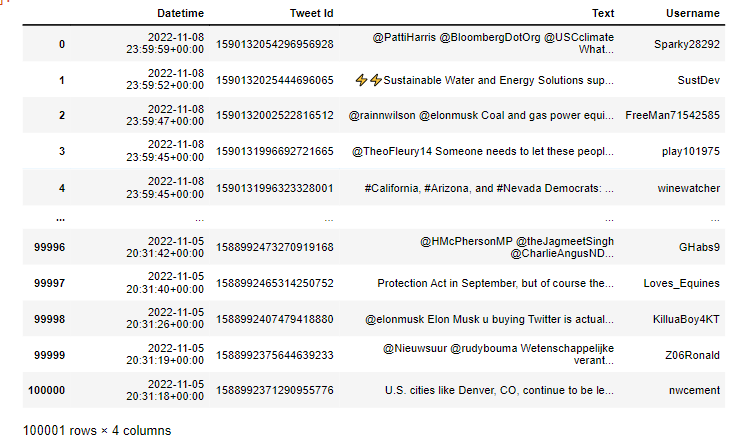 Datetime Tweet Id Text Username
0 2022-11-08 23:59:59+00:00 1590132054296956928 @PattiHarris @BloombergDotOrg @USCclimate What... Sparky28292
1 2022-11-08 23:59:52+00:00 1590132025444696065 ⚡⚡Sustainable Water and Energy Solutions sup... SustDev
2 2022-11-08 23:59:47+00:00 1590132002522816512 @rainnwilson @elonmusk Coal and gas power equi... FreeMan71542585
3 2022-11-08 23:59:45+00:00 1590131996692721665 @TheoFleury14 Someone needs to let these peopl... play101975
4 2022-11-08 23:59:45+00:00 1590131996323328001 #California, #Arizona, and #Nevada Democrats: ... winewatcher
... ... ... ... ...
99996 2022-11-05 20:31:42+00:00 1588992473270919168 @HMcPhersonMP @theJagmeetSingh @CharlieAngusND... GHabs9
99997 2022-11-05 20:31:40+00:00 1588992465314250752 Protection Act in September, but of course the... Loves_Equines
99998 2022-11-05 20:31:26+00:00 1588992407479418880 @elonmusk Elon Musk u buying Twitter is actual... KilluaBoy4KT
99999 2022-11-05 20:31:19+00:00 1588992375644639233 @Nieuwsuur @rudybouma Wetenschappelijke verant... Z06Ronald
100000 2022-11-05 20:31:18+00:00 1588992371290955776 U.S. cities like Denver, CO, continue to be le... nwcement
100001 rows × 4 columns